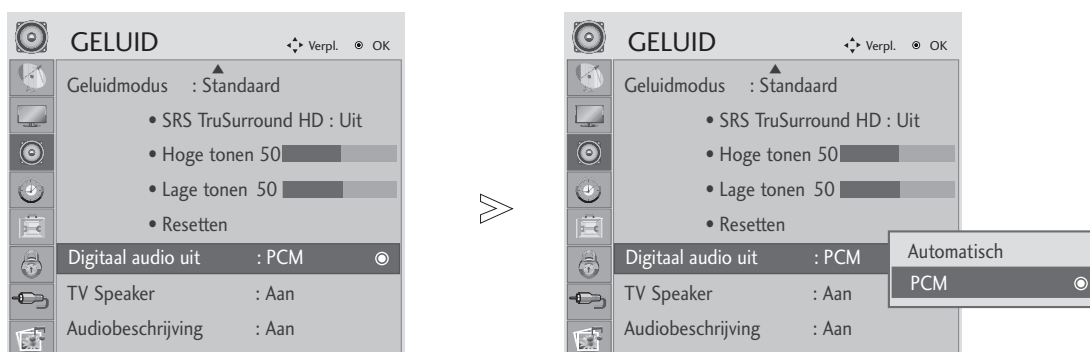 GELUID Verpl. OK
Geluidmodus : Standaard
• SRS TruSurround HD : Uit
• Hoge tonen 50
• Lage tonen 50
• Resetten
Digitaal audio uit : PCM
TV Speaker : Aan
Audiobeschrijving : Aan
GELUID Verpl. OK
Geluidmodus : Standaard
• SRS TruSurround HD : Uit
• Hoge tonen 50
• Lage tonen 50
• Resetten
Digitaal audio uit : PCM
TV Speaker : Aan
Audiobeschrijving : Aan
Automatisch
PCM